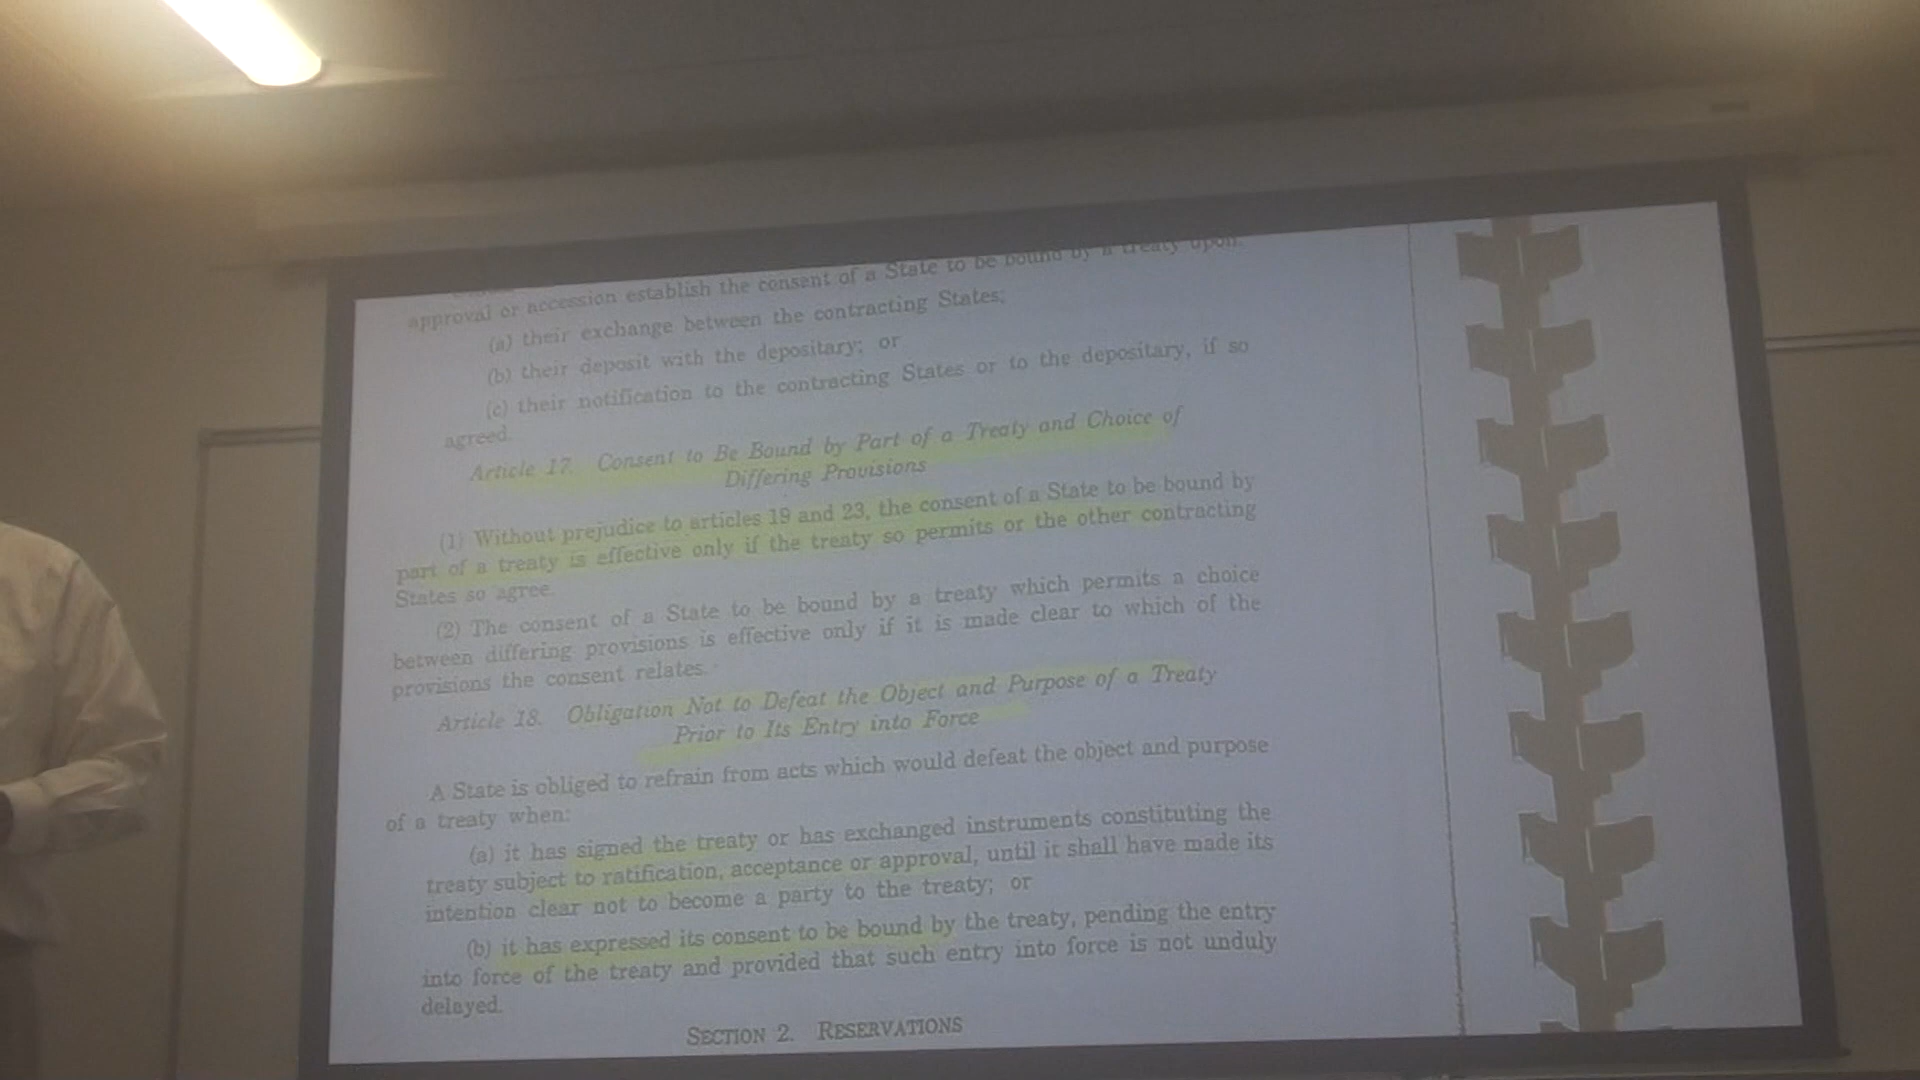 approval or accession establish the consent of a State to be bound by a treaty upon:
(a) their exchange between the contracting States;
(b) their deposit with the depositary; or
(c) their notification to the contracting States or to the depositary, if so
agreed.
Article 17. Consent to Be Bound by Part of a Treaty and Choice of
Differing Provisions
(1) Without prejudice to articles 19 and 23, the consent of a State to be bound by
part of a treaty is effective only if the treaty so permits or the other contracting
States so agree.
(2) The consent of a State to be bound by a treaty which permits a choice
between differing provisions is effective only if it is made clear to which of the
provisions the consent relates.
Article 18. Obligation Not to Defeat the Object and Purpose of a Treaty
Prior to Its Entry into Force
A State is obliged to refrain from acts which would defeat the object and purpose
of a treaty when:
(a) it has signed the treaty or has exchanged instruments constituting the
treaty subject to ratification, acceptance or approval, until it shall have made its
intention clear not to become a party to the treaty; or
(b) it has expressed its consent to be bound by the treaty, pending the entry
into force of the treaty and provided that such entry into force is not unduly
delayed.
SECTION 2. RESERVATIONS